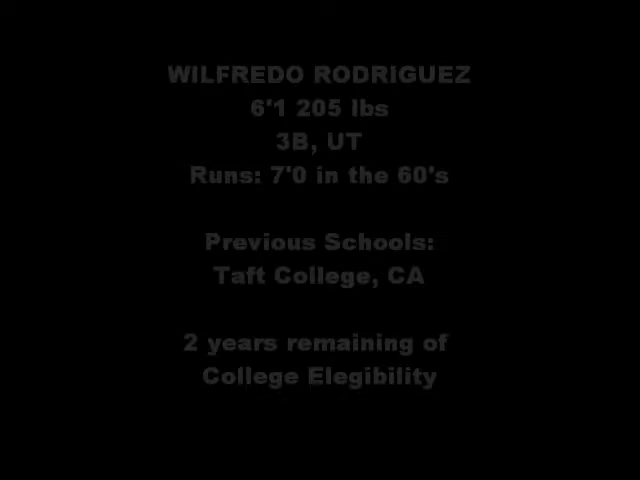 WILFREDO RODRIGUEZ
6'1 205 lbs
3B, UT
Runs: 7'0 in the 60's
Previous Schools:
Taft College, CA
2 years remaining of
College Elegibility